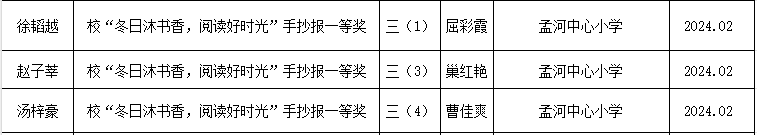 徐韬越 校“冬日沐书香，阅读好时光”手抄报一等奖 三（1） 屈彩霞 孟河中心小学 2024.02
赵子莘 校“冬日沐书香，阅读好时光”手抄报一等奖 三（3） 巢红艳 孟河中心小学 2024.02
汤梓豪 校“冬日沐书香，阅读好时光”手抄报一等奖 三（4） 曹佳爽 孟河中心小学 2024.02